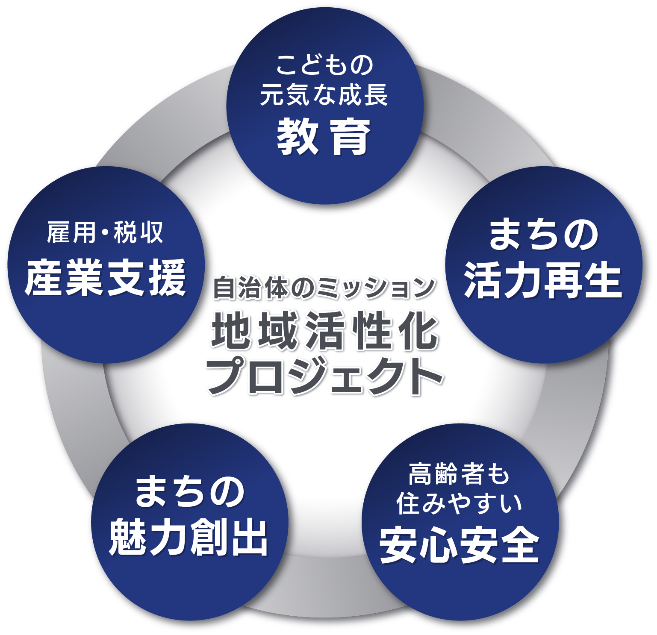 こどもの
元気な成長
教育
まちの
活力再生
高齢者も
住みやすい
安心安全
まちの
魅力創出
雇用・税収
産業支援
自治体のミッション
地域活性化
プロジェクト